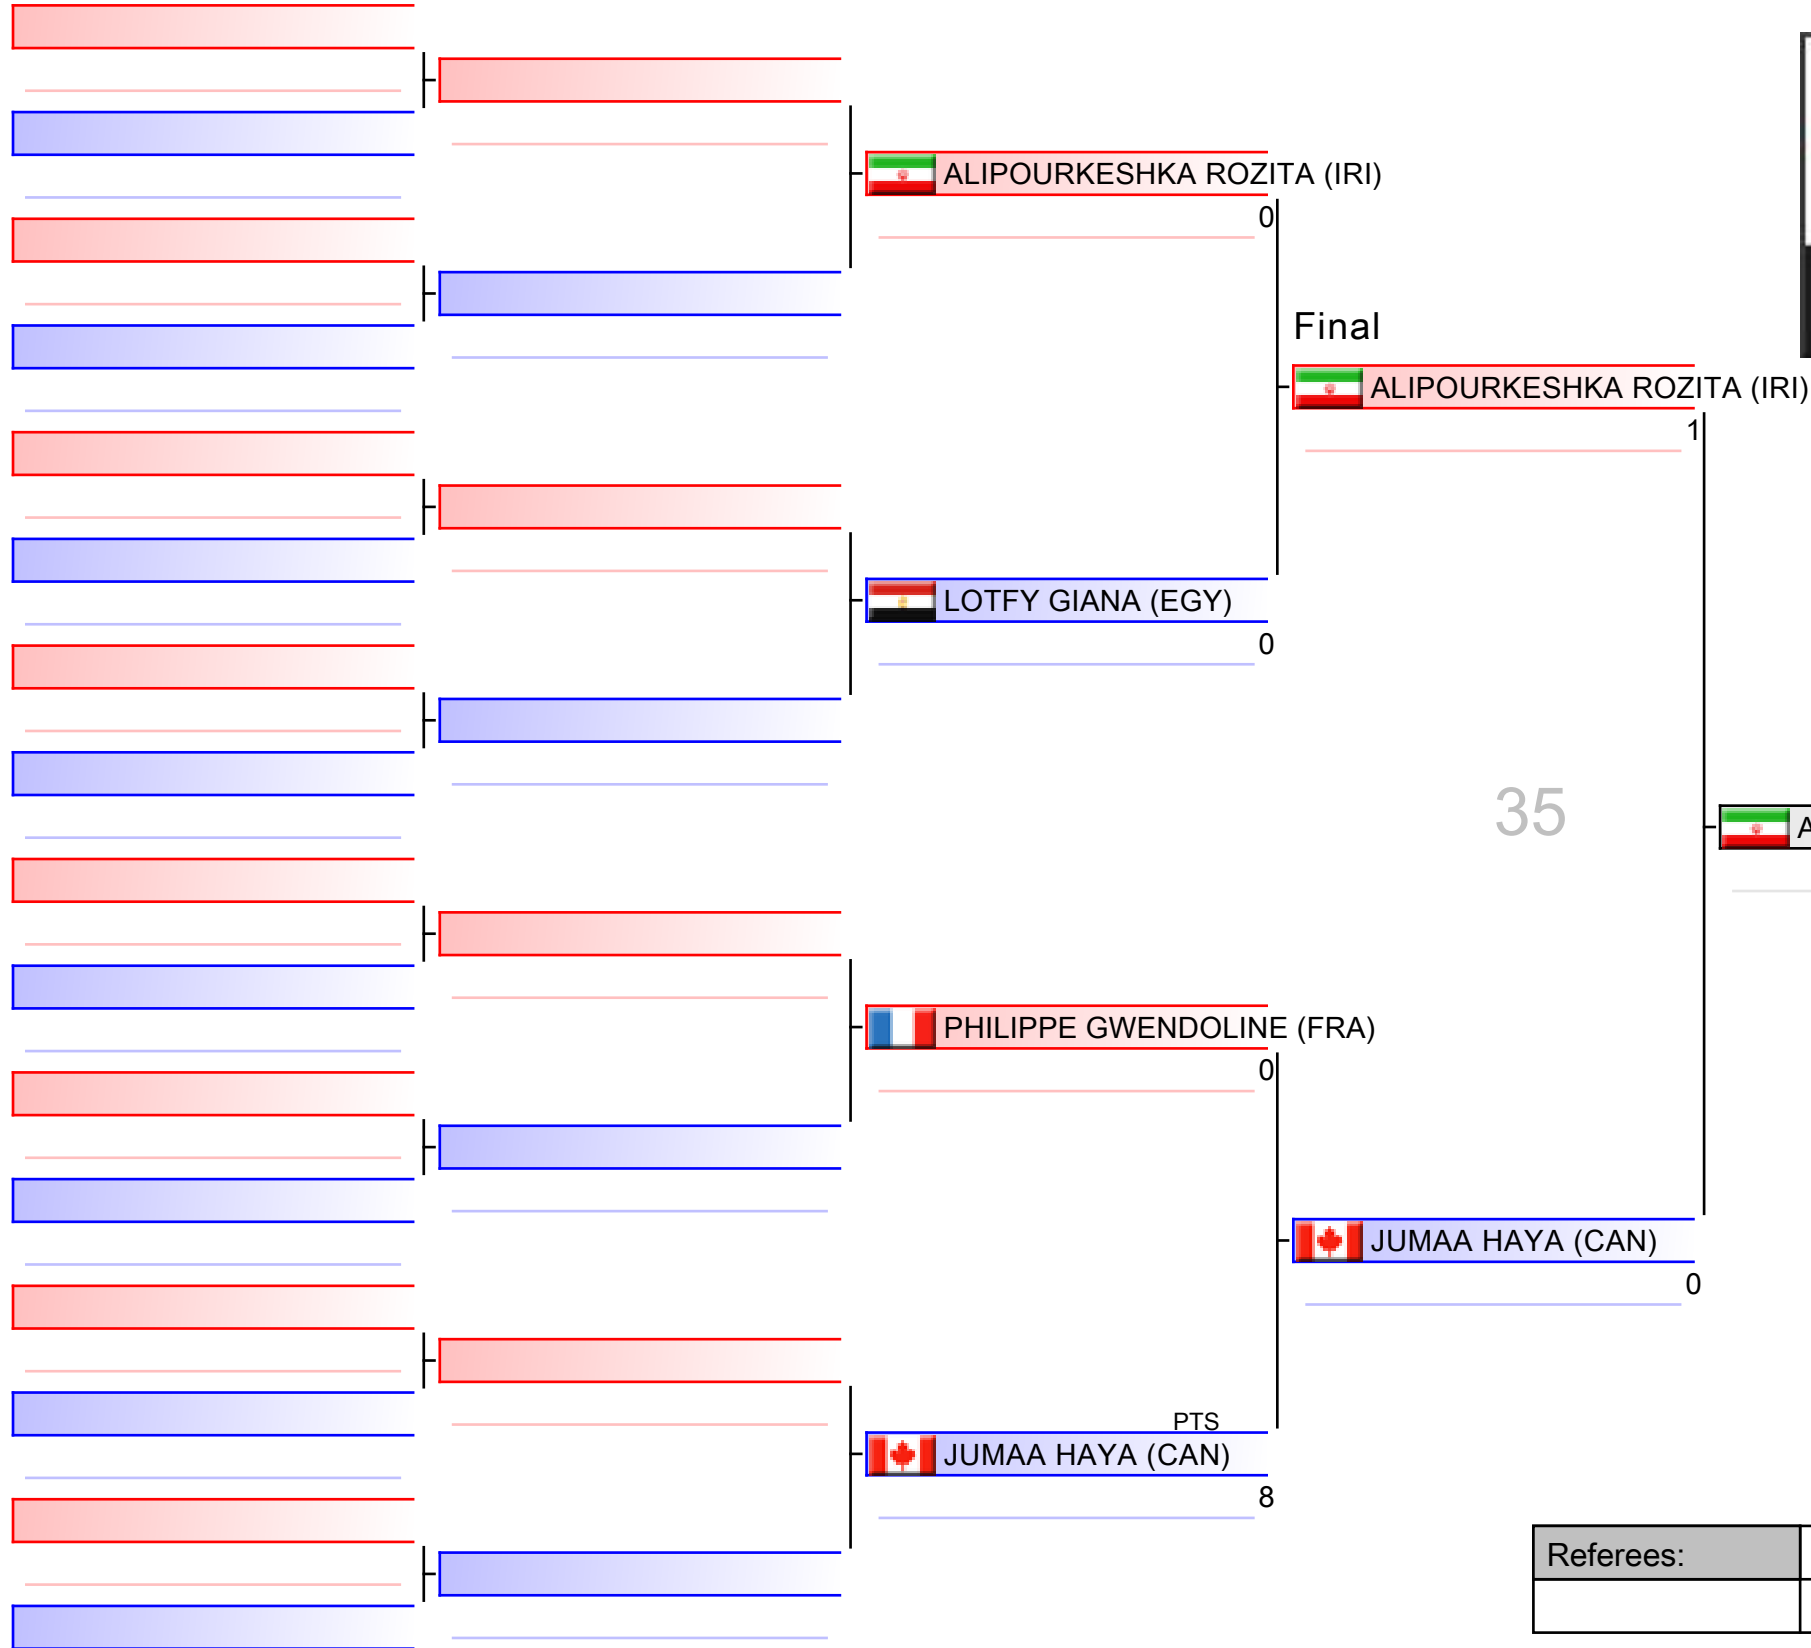 ALIPOURKESHKA ROZITA (IRI)
0
Final
ALIPOURKESHKA ROZITA (IRI)
1
LOTFY GIANA (EGY)
0
35
A
PHILIPPE GWENDOLINE (FRA)
0
JUMAA HAYA (CAN)
0
PTS
JUMAA HAYA (CAN)
8
Referees: